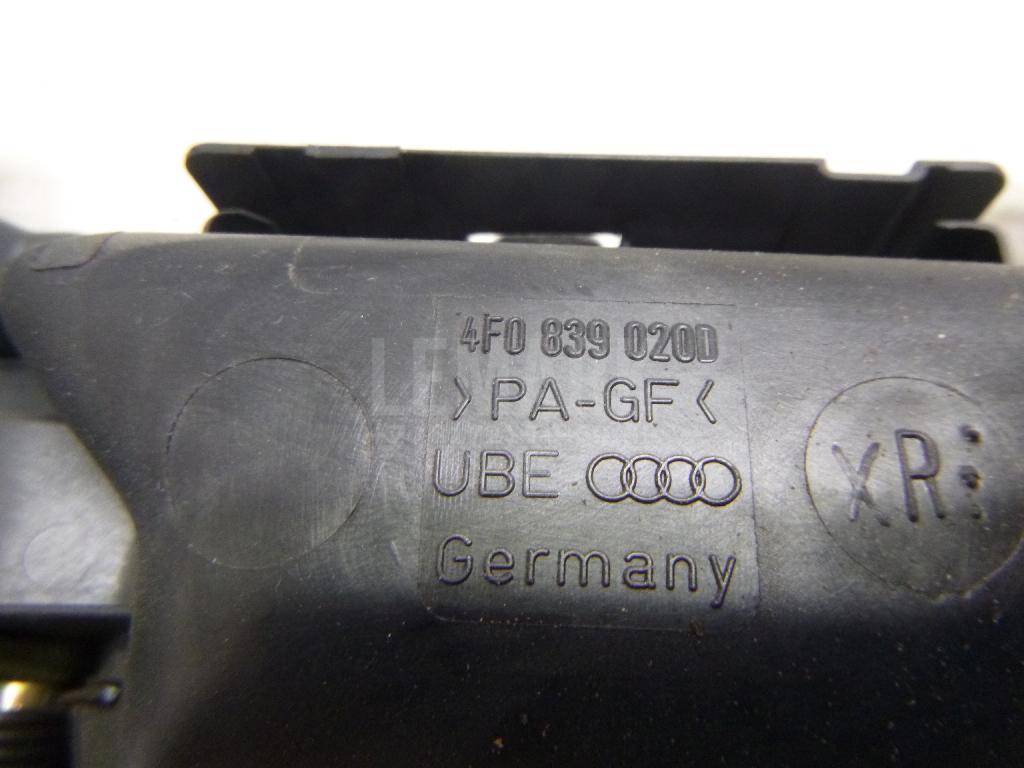 4F0 839 020D
>PA-GF<
UBE
Germany
xR: